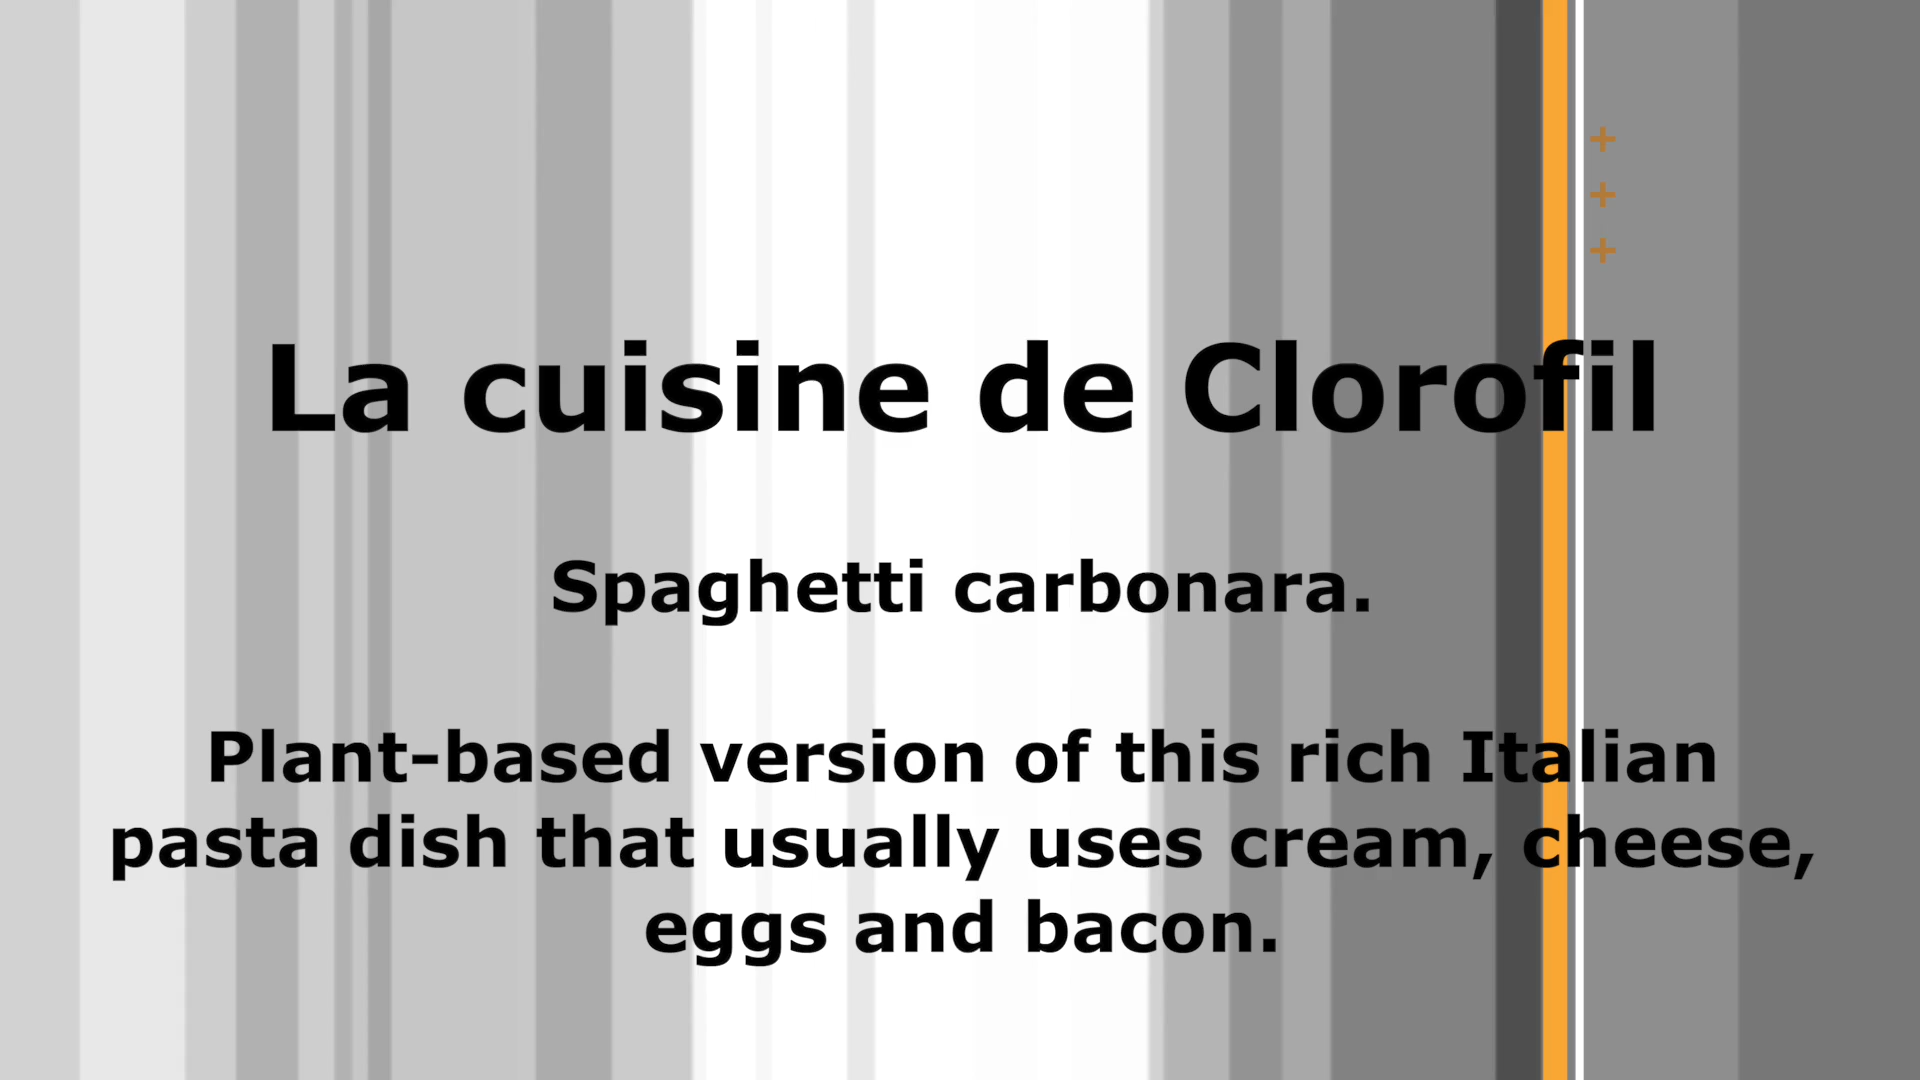 +
+
+
La cuisine de Clorofil
Spaghetti carbonara.
Plant-based version of this rich Italian
pasta dish that usually uses cream, cheese,
eggs and bacon.